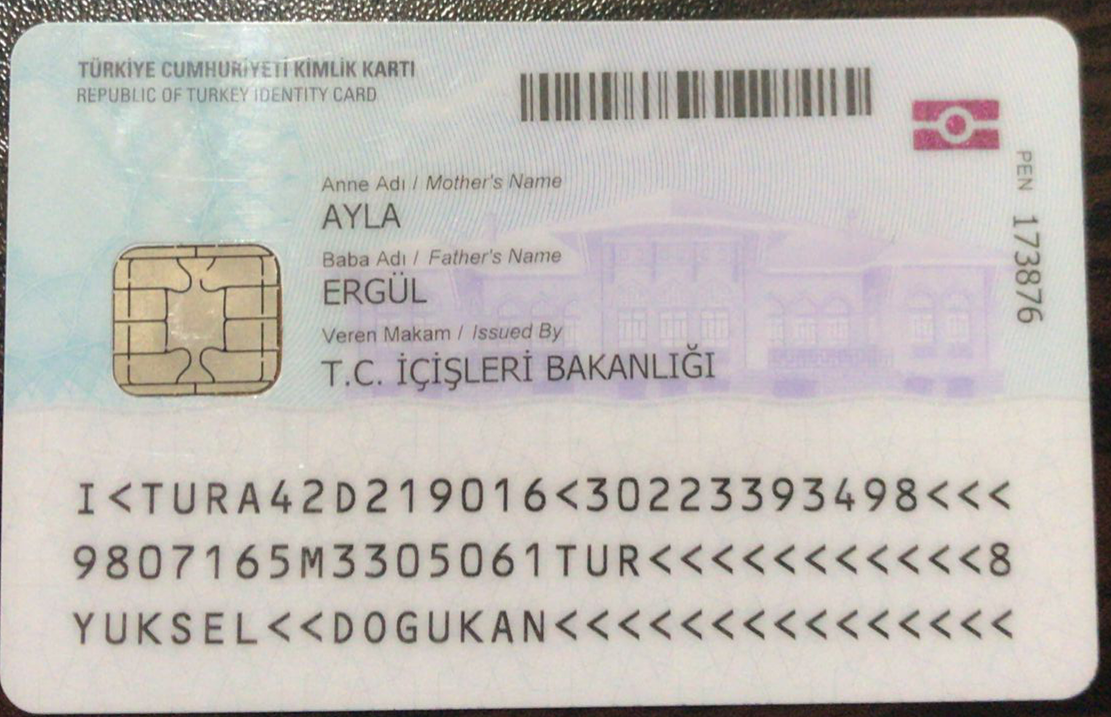 TÜRKİYE CUMHURİYETİ KİMLİK KARTI
REPUBLIC OF TURKEY IDENTITY CARD
Anne Adı / Mother's Name
AYLA
Baba Adı / Father's Name
ERGÜL
Veren Makam / Issued By
T.C. İÇİŞLERİ BAKANLIĞI
PEN 173876
I<TURA42D219016<30223393498<<<
9807165M3305061TUR<<<<<<<<<<<8
YUKSEL<<DOGUKAN<<<<<<<<<<<<<<<